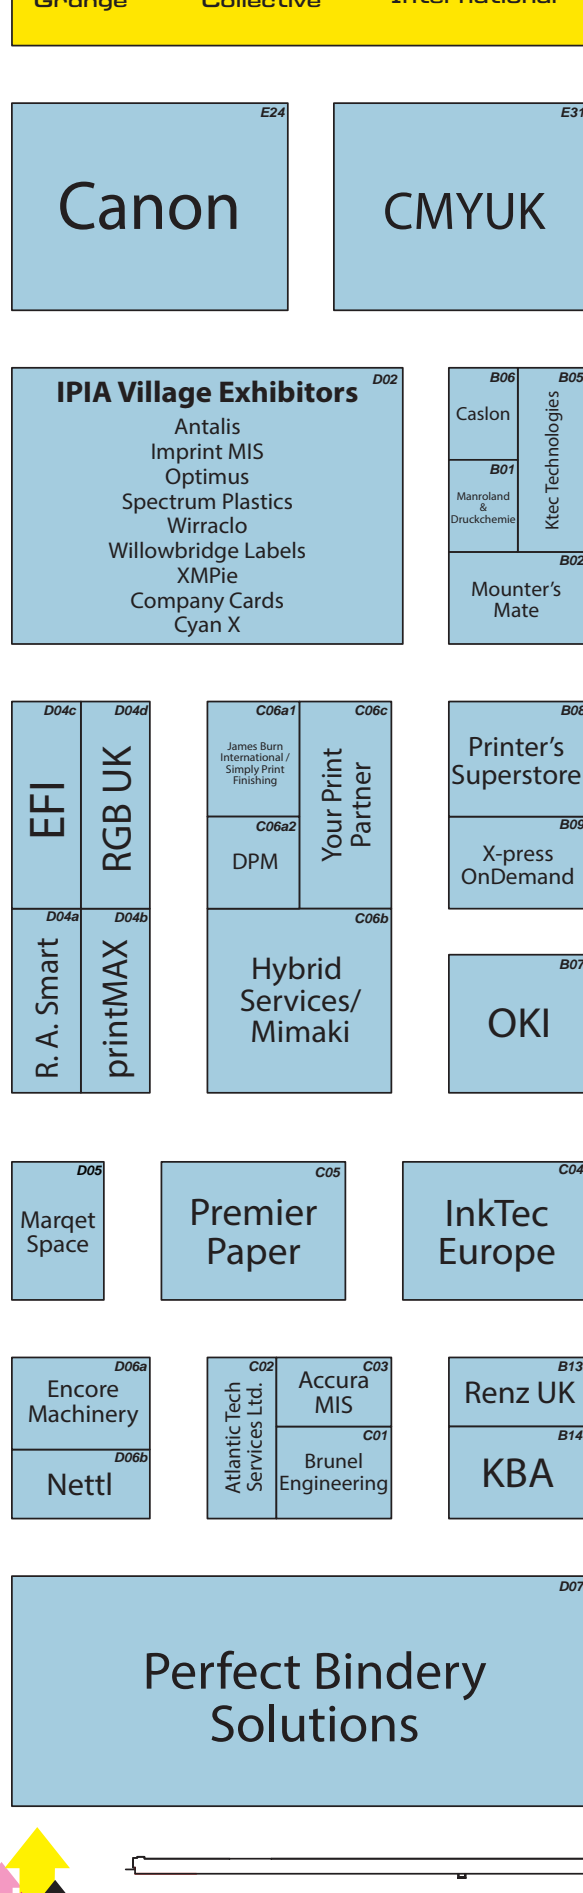 Grange
Collective
International
E24
Canon
E31
CMYUK
D02
IPIA Village Exhibitors
Antalis
Imprint MIS
Optimus
Spectrum Plastics
Wirraclo
Willowbridge Labels
XMPie
Company Cards
Cyan X
B06
Caslon
B05
Ktec Technologies
B01
Manroland
&
Druckchemie
B02
Mounter's
Mate
D04c
EFI
D04d
RGB UK
D04a
R. A. Smart
D04b
printMAX
C06a1
James Burn
International /
Simply Print
Finishing
C06c
Your Print
Partner
C06a2
DPM
C06b
Hybrid
Services/
Mimaki
B08
Printer's
Superstore
B09
X-press
OnDemand
B07
OKI
D05
Marqet
Space
C05
Premier
Paper
C04
InkTec
Europe
D06a
Encore
Machinery
D06b
Nettl
C02
Atlantic Tech
Services Ltd.
C03
Accura
MIS
C01
Brunel
Engineering
B13
Renz UK
B14
KBA
D07
Perfect Bindery
Solutions